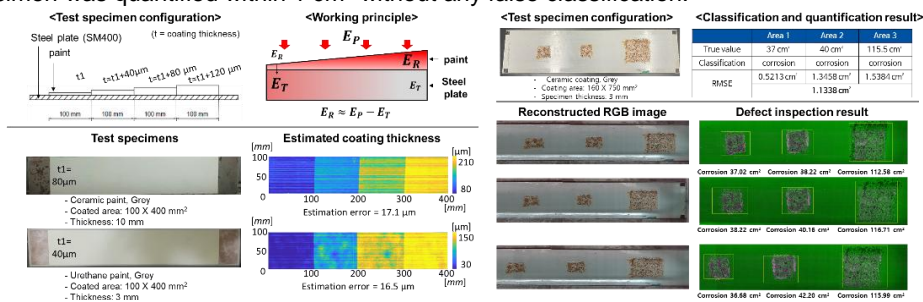 specimen was quantified within 1 cm² without any false classification.
<Test specimen configuration>
Steel plate (SM400)
(t = coating thickness)
paint
t1
t=t1+40μm
t=t1+80 μm
t=t1+120 μm
100 mm
100 mm
100 mm
100 mm
<Working principle>
E_P
E_R
E_R
paint
E_T
E_T
Steel
plate
E_R ≈ E_P − E_T
Test specimens
t1=
80μm
- Ceramic paint, Grey
- Coated area: 100 X 400 mm²
- Thickness: 10 mm
t1=
40μm
- Urethane paint, Grey
- Coated area: 100 X 400 mm²
- Thickness: 3 mm
Estimated coating thickness
[mm]
[μm]
100
50
0
210
80
100
200
300
400
[mm]
Estimation error = 17.1 μm
[mm]
[μm]
100
50
0
150
30
100
200
300
400
[mm]
Estimation error = 16.5 μm
<Test specimen configuration>
- Ceramic coating, Grey
- Coating area: 160 X 750 mm²
- Specimen thickness: 3 mm
<Classification and quantification result>
Area 1 Area 2 Area 3
True value 37 cm² 40 cm² 115.5 cm²
Classification corrosion corrosion corrosion
RMSE 0.5213 cm² 1.3458 cm² 1.5384 cm²
1.1338 cm²
Reconstructed RGB image
Defect inspection result
Corrosion 37.02 cm² Corrosion 38.22 cm² Corrosion 112.58 cm²
Corrosion 38.22 cm² Corrosion 40.16 cm² Corrosion 116.71 cm²
Corrosion 36.68 cm² Corrosion 42.20 cm² Corrosion 115.99 cm²